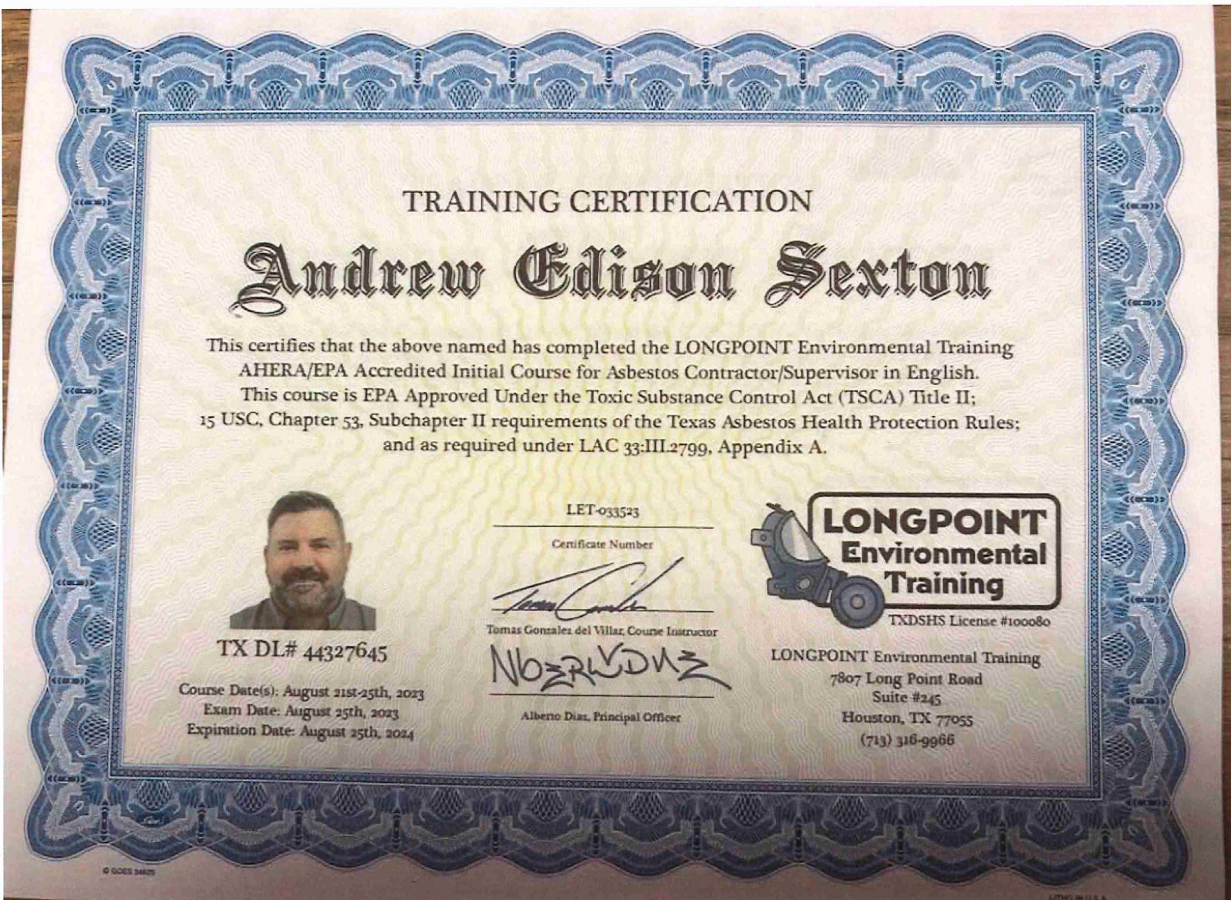 TRAINING CERTIFICATION
Andrew Edison Sexton
This certifies that the above named has completed the LONGPOINT Environmental Training
AHERA/EPA Accredited Initial Course for Asbestos Contractor/Supervisor in English.
This course is EPA Approved Under the Toxic Substance Control Act (TSCA) Title II;
15 USC, Chapter 53, Subchapter II requirements of the Texas Asbestos Health Protection Rules;
and as required under LAC 33:III.2799, Appendix A.
TX DL# 44327645
Course Date(s): August 21st-25th, 2023
Exam Date: August 25th, 2023
Expiration Date: August 25th, 2024
LET-033523
Certificate Number
Tomas Gonzalez del Villar, Course Instructor
Alberto Diaz, Principal Officer
LONGPOINT
Environmental
Training
TXDSHS License #100080
LONGPOINT Environmental Training
7807 Long Point Road
Suite #245
Houston, TX 77055
(713) 316-9966
© GOES
LITHO IN U.S.A.